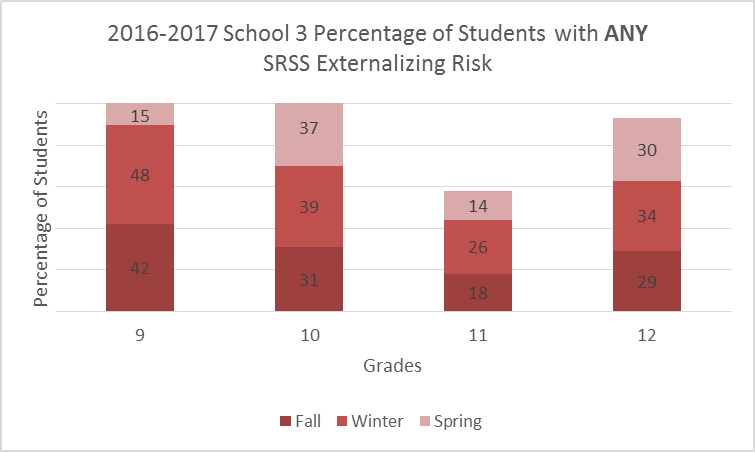 2016-2017 School 3 Percentage of Students with ANY
SRSS Externalizing Risk
Percentage of Students
15
37
48
39
14
30
42
31
26
34
18
29
9
10
11
12
Grades
Fall
Winter
Spring